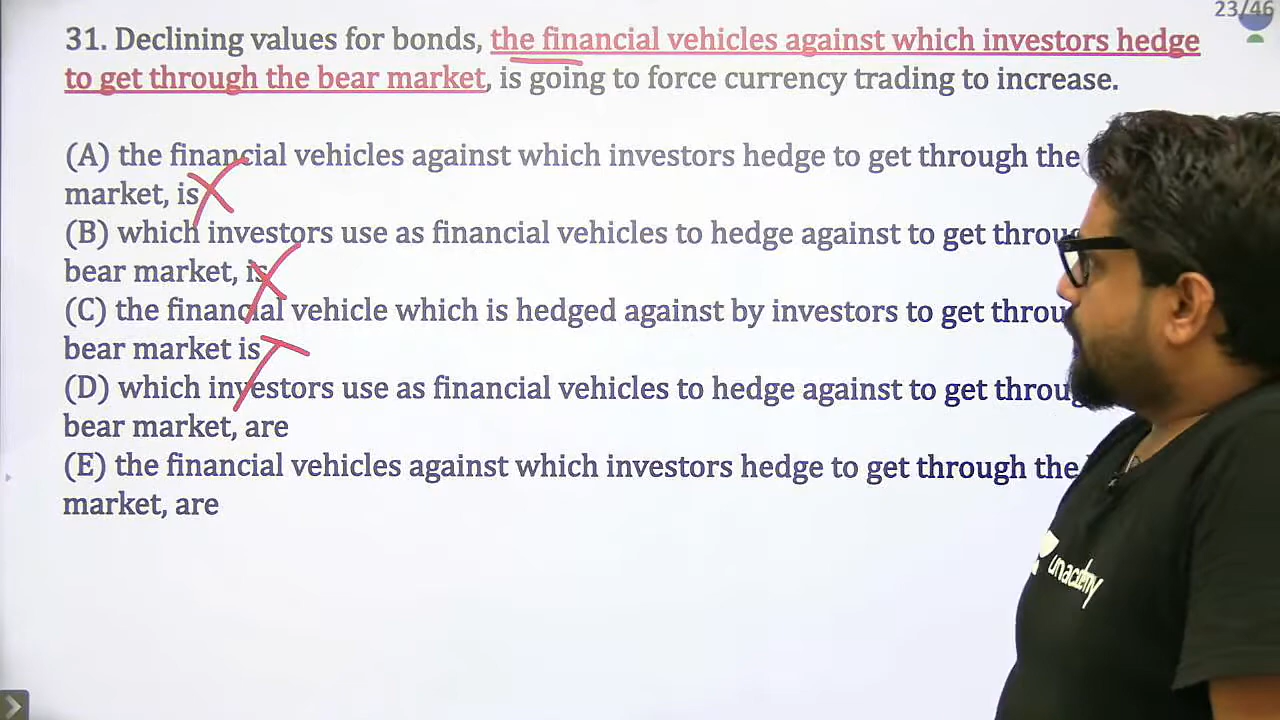 23/46
31. Declining values for bonds, the financial vehicles against which investors hedge
to get through the bear market, is going to force currency trading to increase.
(A) the financial vehicles against which investors hedge to get through the
market, is
(B) which investors use as financial vehicles to hedge against to get
bear market, is
(C) the financial vehicle which is hedged against by investors to get
bear market is
(D) which investors use as financial vehicles to hedge against to get
bear market, are
(E) the financial vehicles against which investors hedge to get through the
market, are
unacademy